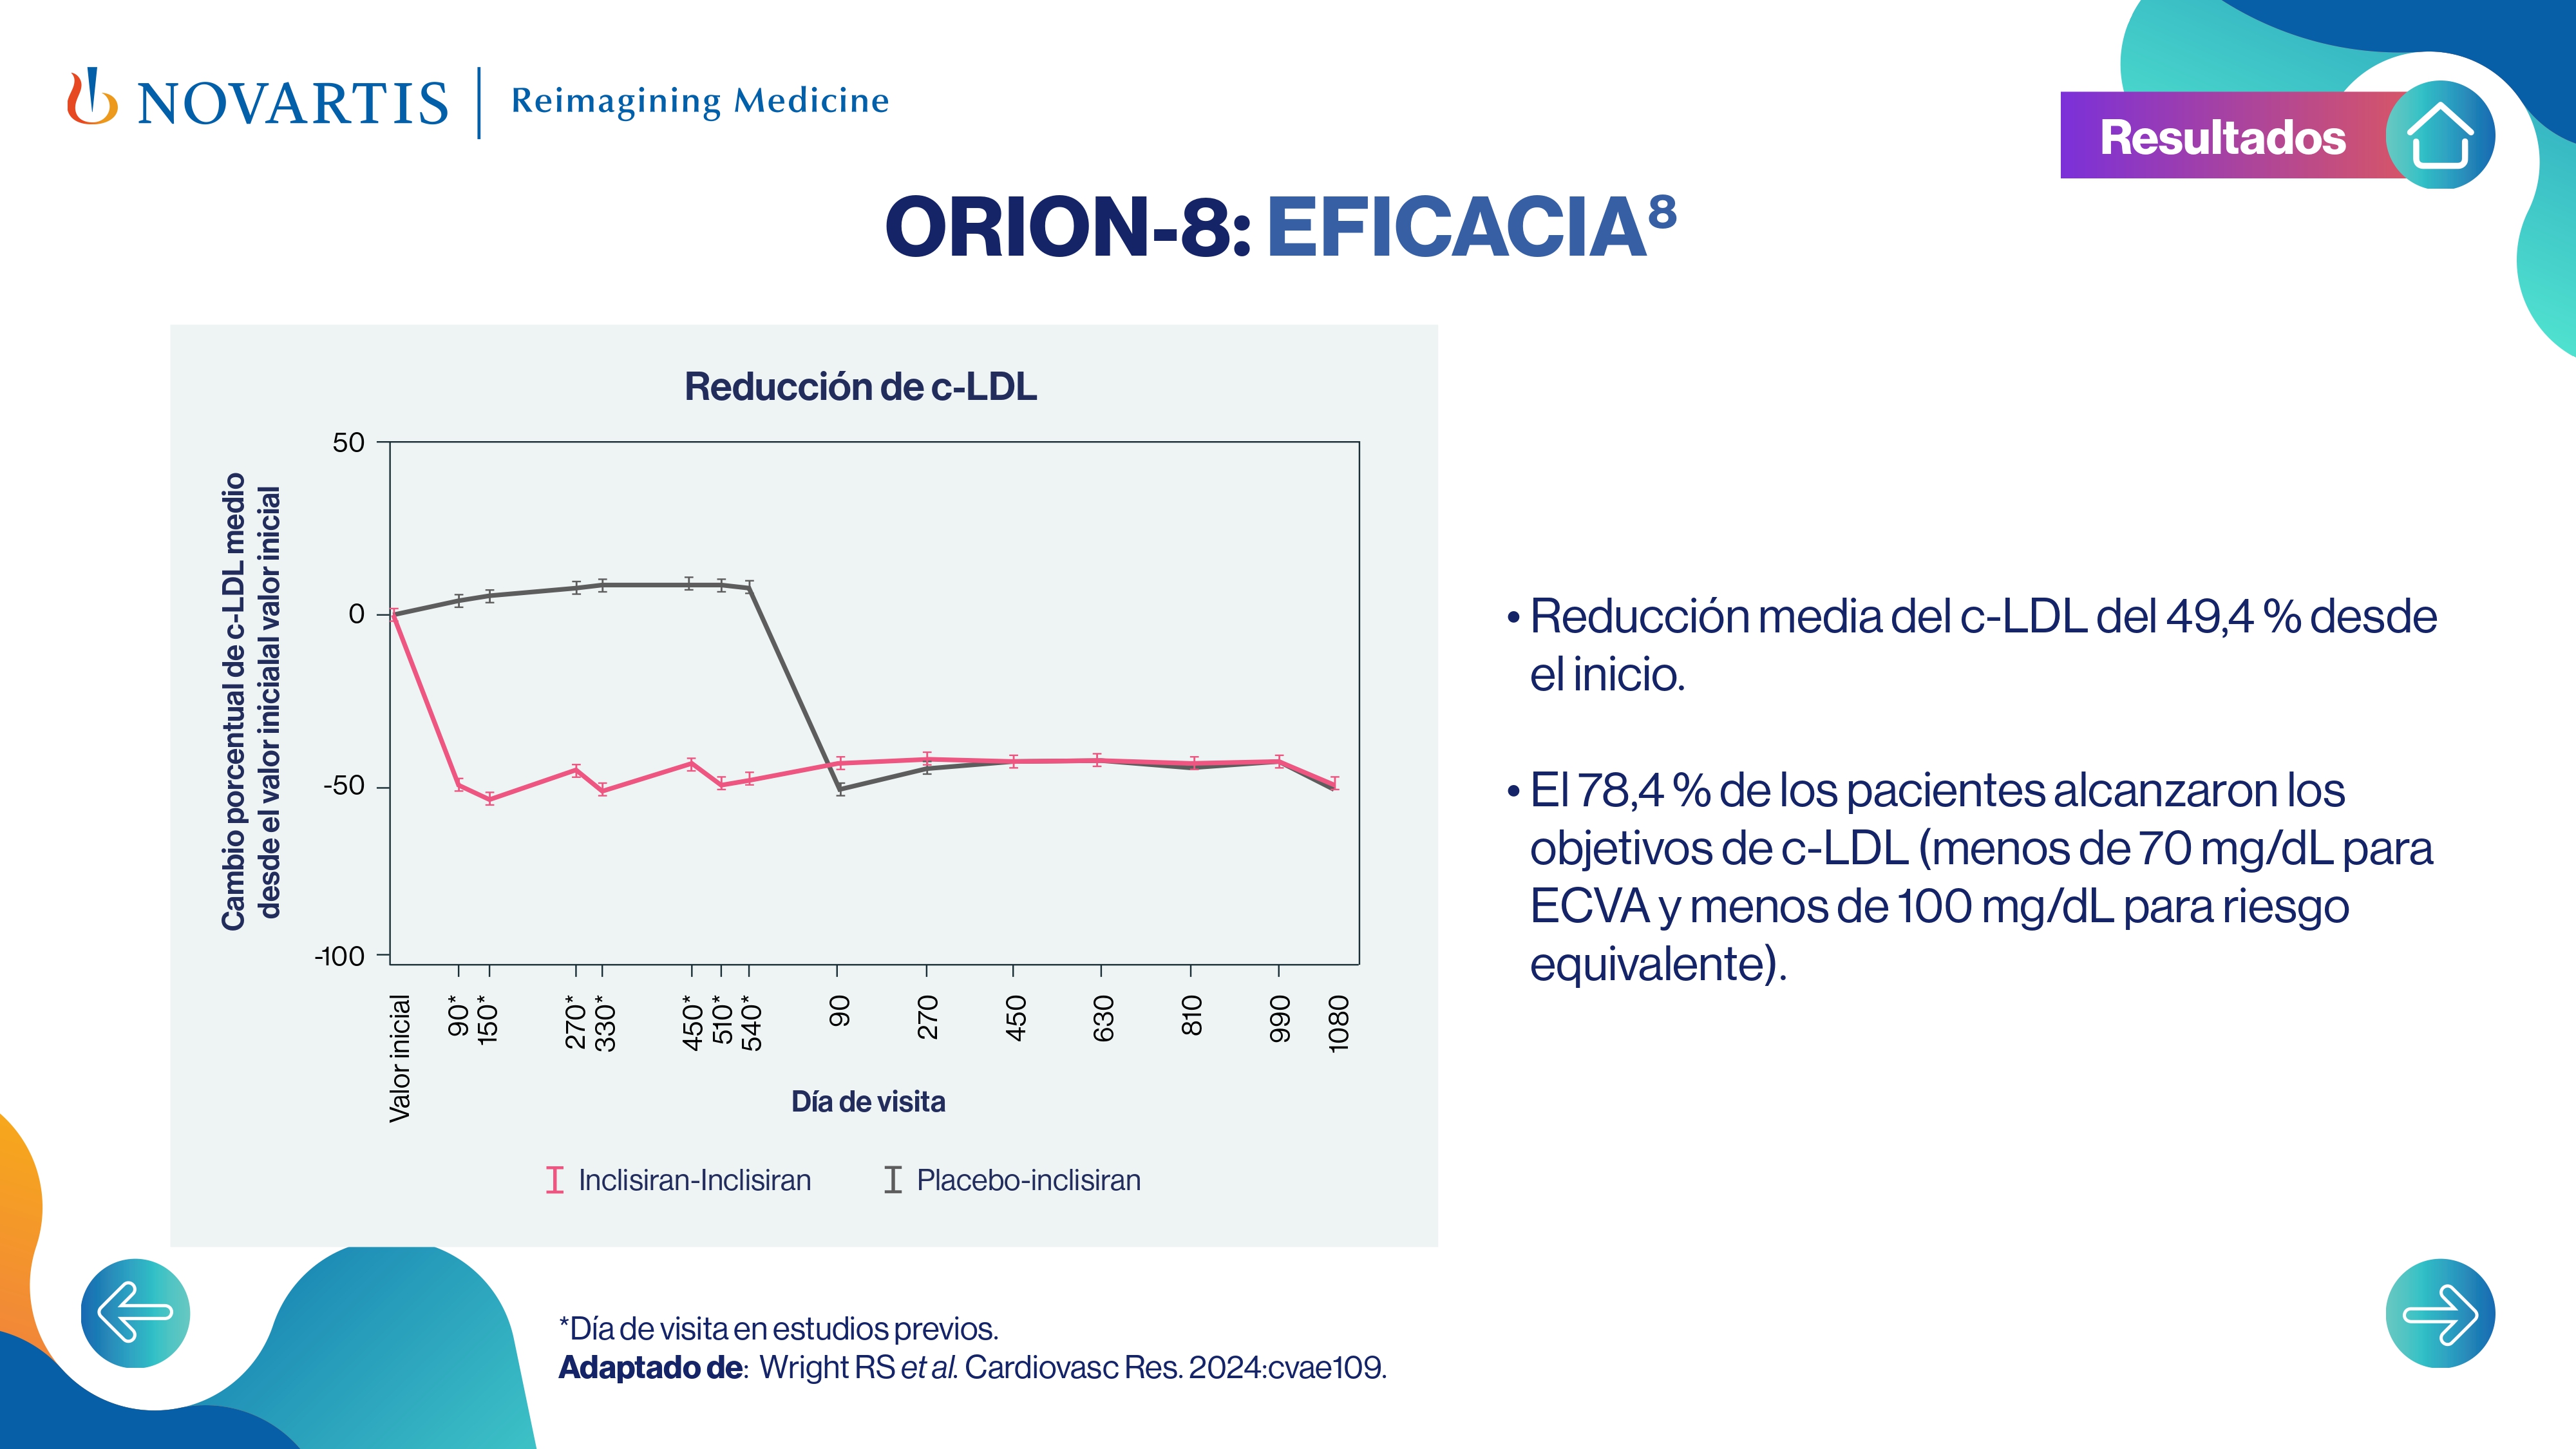 NOVARTIS | Reimagining Medicine
Resultados
ORION-8: EFICACIA⁸
Reducción de c-LDL
Cambio porcentual de c-LDL medio
desde el valor inicialal valor inicial
50
0
-50
-100
Valor inicial
90*
150*
270*
330*
450*
510*
540*
90
270
450
630
810
990
1080
Día de visita
Inclisiran-Inclisiran
Placebo-inclisiran
• Reducción media del c-LDL del 49,4 % desde
el inicio.
• El 78,4 % de los pacientes alcanzaron los
objetivos de c-LDL (menos de 70 mg/dL para
ECVA y menos de 100 mg/dL para riesgo
equivalente).
*Día de visita en estudios previos.
Adaptado de: Wright RS et al. Cardiovasc Res. 2024:cvae109.